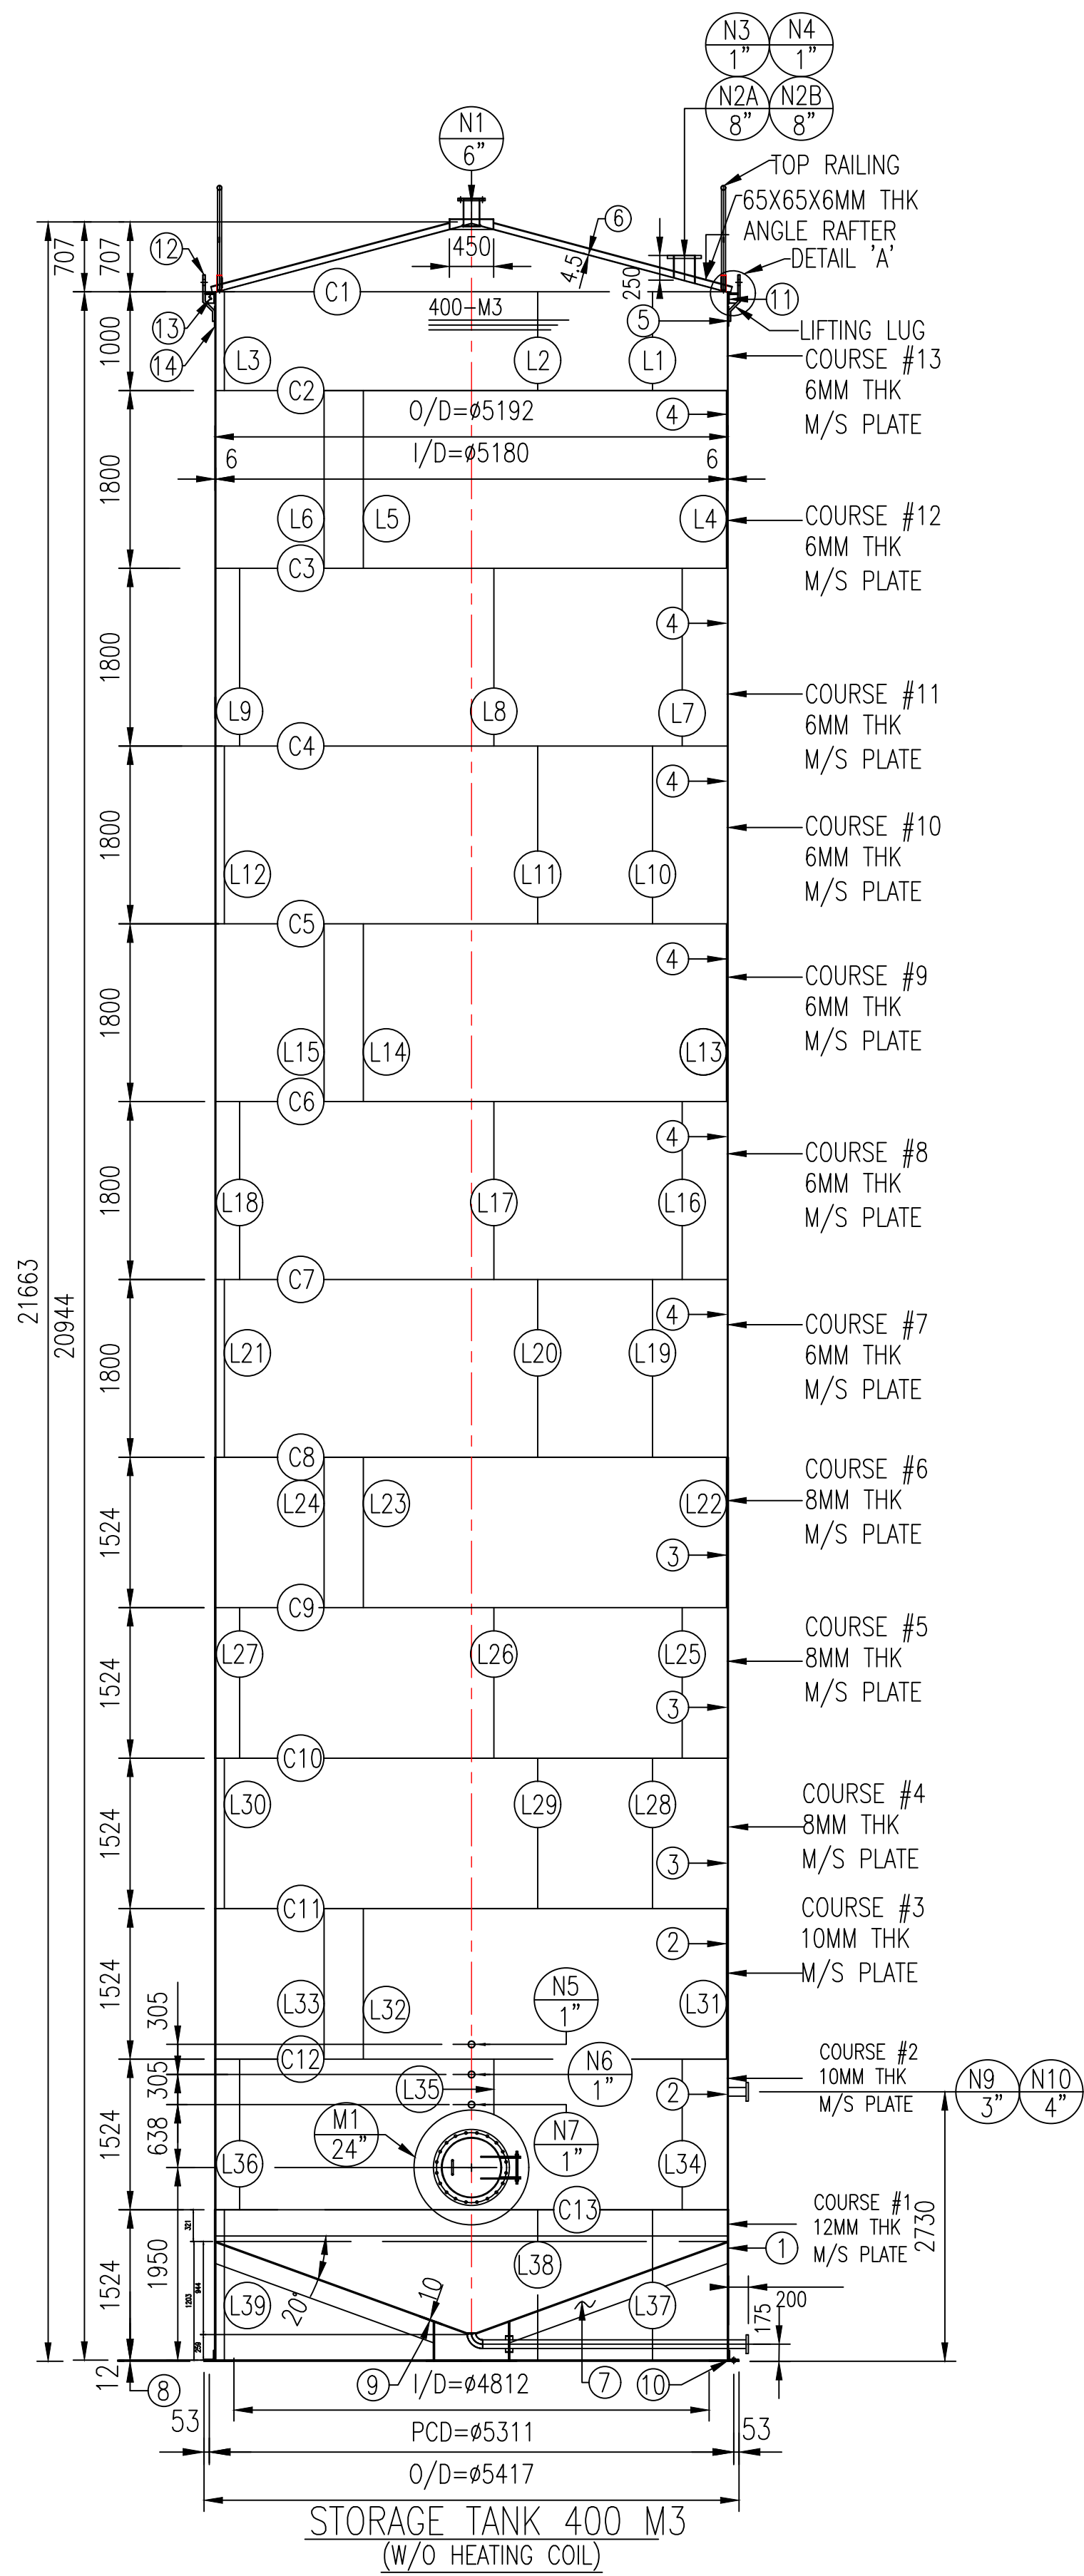 N3
1"
N4
1"
N2A
8"
N2B
8"
N1
6"
TOP RAILING
65X65X6MM THK
ANGLE RAFTER
DETAIL 'A'
6
12
450
4.5
250
707
707
C1
400-M3
11
5
LIFTING LUG
13
14
1000
L3
L2
L1
COURSE #13
6MM THK
M/S PLATE
C2
O/D=ø5192
4
I/D=ø5180
6
6
1800
L6
L5
L4
COURSE #12
6MM THK
M/S PLATE
C3
4
1800
L9
L8
L7
COURSE #11
6MM THK
M/S PLATE
C4
4
1800
L12
L11
L10
COURSE #10
6MM THK
M/S PLATE
C5
4
1800
L15
L14
L13
COURSE #9
6MM THK
M/S PLATE
C6
4
1800
L18
L17
L16
COURSE #8
6MM THK
M/S PLATE
C7
4
21663
20944
1800
L21
L20
L19
COURSE #7
6MM THK
M/S PLATE
C8
1524
L24
L23
L22
3
COURSE #6
8MM THK
M/S PLATE
C9
1524
L27
L26
L25
3
COURSE #5
8MM THK
M/S PLATE
C10
1524
L30
L29
L28
3
COURSE #4
8MM THK
M/S PLATE
C11
2
1524
L33
L32
L31
COURSE #3
10MM THK
M/S PLATE
305
N5
1"
C12
305
N6
1"
L35
2
COURSE #2
10MM THK
M/S PLATE
N9
3"
N10
4"
638
M1
24"
N7
1"
1524
L36
L34
C13
COURSE #1
12MM THK
M/S PLATE
2730
321
1
1950
1524
L38
944
1203
259
L39
20°
10
L37
175
200
12
8
9
I/D=ø4812
7
10
53
PCD=ø5311
53
O/D=ø5417
STORAGE TANK 400 M3
(W/O HEATING COIL)